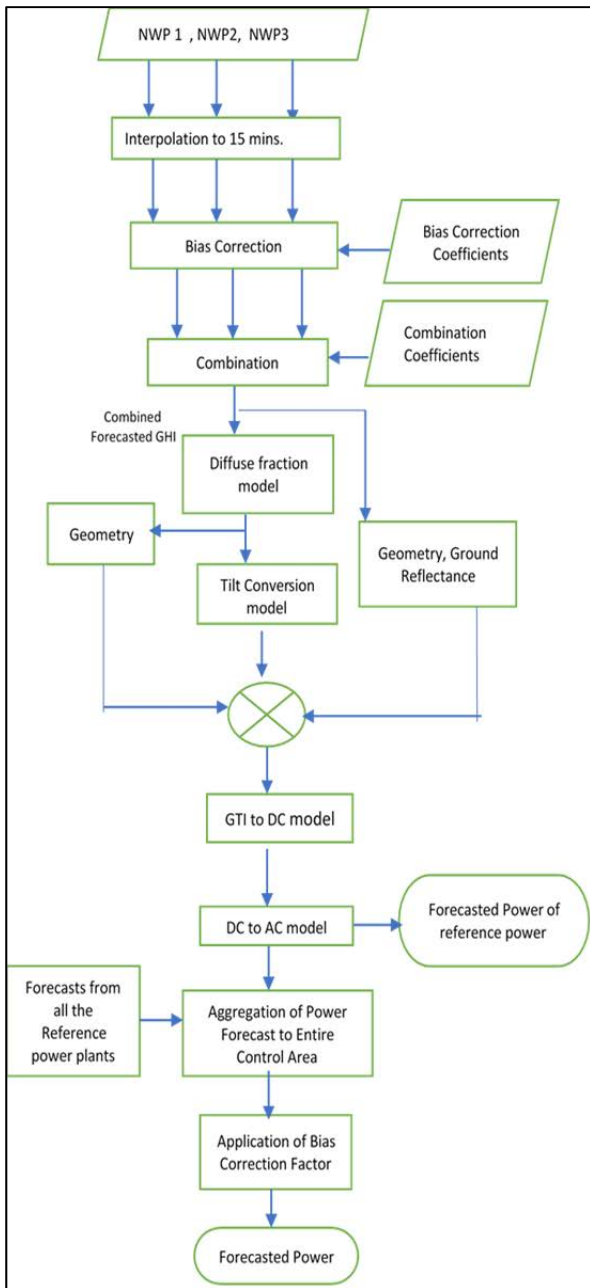 NWP 1 , NWP2, NWP3
Interpolation to 15 mins.
Bias Correction
Bias Correction
Coefficients
Combination
Combination
Coefficients
Combined
Forecasted GHI
Diffuse fraction
model
Geometry
Geometry, Ground
Reflectance
Tilt Conversion
model
GTI to DC model
DC to AC model
Forecasted Power of
reference power
Forecasts from
all the
Reference
power plants
Aggregation of Power
Forecast to Entire
Control Area
Application of Bias
Correction Factor
Forecasted Power